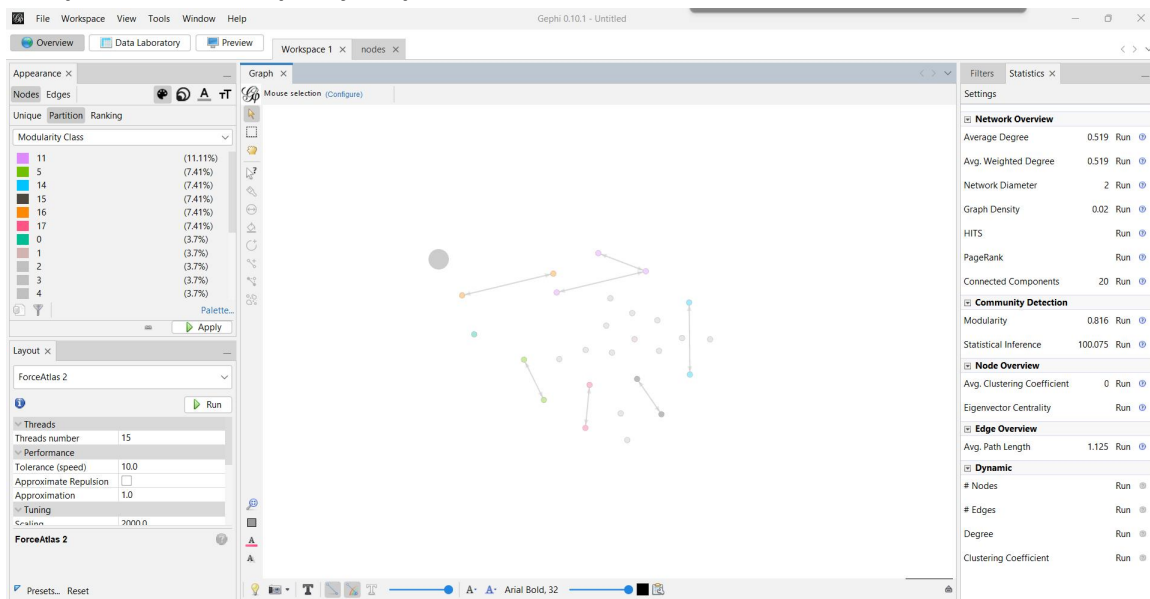 File Workspace View Tools Window Help
Gephi 0.10.1 - Untitled
Overview Data Laboratory Preview
Workspace 1 × nodes ×
Appearance ×
Nodes Edges
Unique Partition Ranking
Modularity Class
11 (11.11%)
5 (7.41%)
14 (7.41%)
15 (7.41%)
16 (7.41%)
17 (7.41%)
0 (3.7%)
1 (3.7%)
2 (3.7%)
3 (3.7%)
4 (3.7%)
Palette...
Apply
Layout ×
ForceAtlas 2
Run
Threads
Threads number 15
Performance
Tolerance (speed) 10.0
Approximate Repulsion
Approximation 1.0
Tuning
Scaling 2000.0
ForceAtlas 2
Presets... Reset
Graph ×
Mouse selection (Configure)
Arial Bold, 32
Filters Statistics ×
Settings
Network Overview
Average Degree 0.519 Run
Avg. Weighted Degree 0.519 Run
Network Diameter 2 Run
Graph Density 0.02 Run
HITS Run
PageRank Run
Connected Components 20 Run
Community Detection
Modularity 0.816 Run
Statistical Inference 100.075 Run
Node Overview
Avg. Clustering Coefficient 0 Run
Eigenvector Centrality Run
Edge Overview
Avg. Path Length 1.125 Run
Dynamic
# Nodes Run
# Edges Run
Degree Run
Clustering Coefficient Run